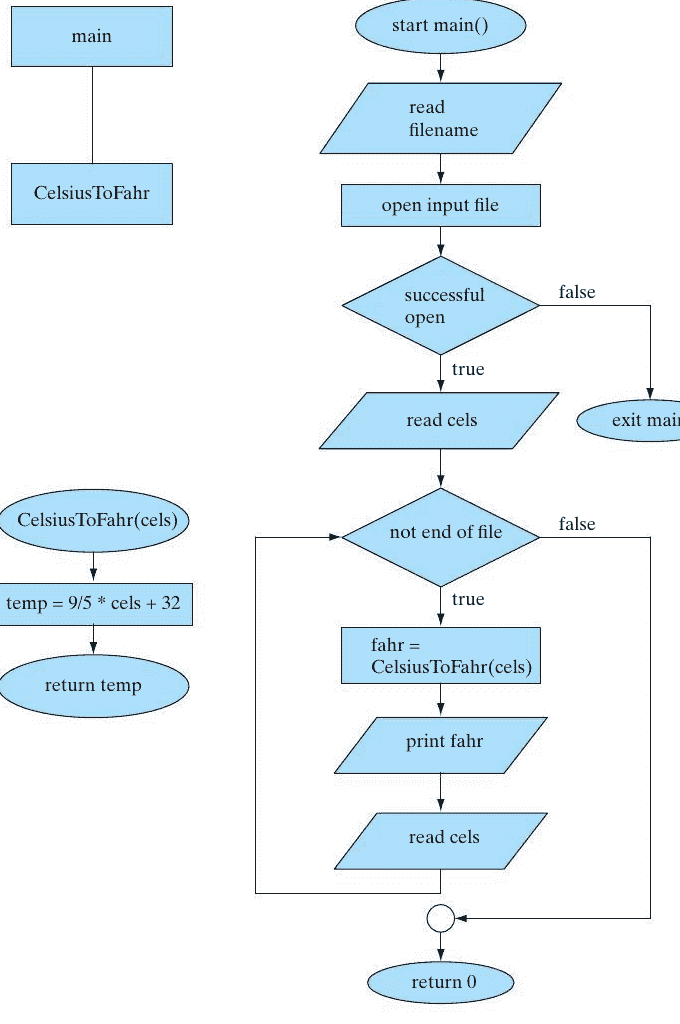 main
CelsiusToFahr
start main()
read
filename
open input file
successful
open
false
true
read cels
exit main
not end of file
false
true
fahr =
CelsiusToFahr(cels)
print fahr
read cels
return 0
CelsiusToFahr(cels)
temp = 9/5 * cels + 32
return temp